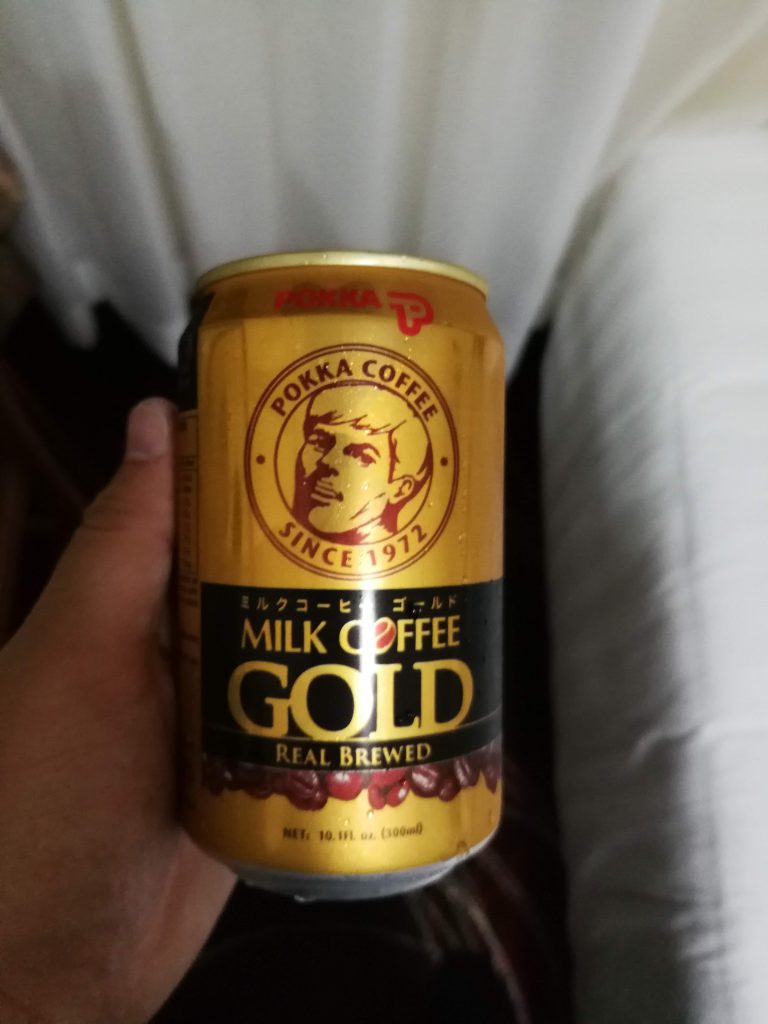 POKKA
POKKA COFFEE
SINCE 1972
ミルクコーヒー ゴールド
MILK COFFEE
GOLD
REAL BREWED
NET: 10.1FL oz. (300ml)